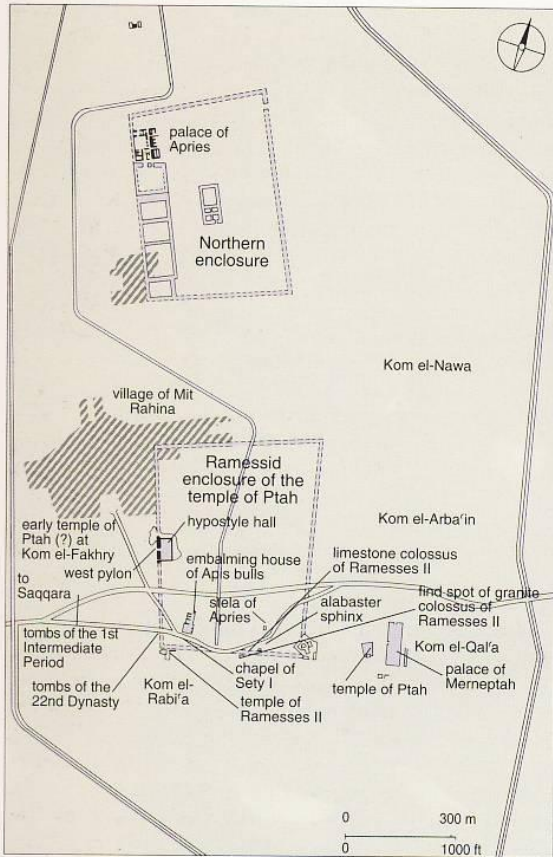 palace of
Apries
Northern
enclosure
Kom el-Nawa
village of Mit
Rahina
Ramessid
enclosure of the
temple of Ptah
Kom el-Arba'in
early temple of
Ptah (?) at
Kom el-Fakhry
hypostyle hall
west pylon
embalming house
of Apis bulls
limestone colossus
of Ramesses II
to
Saqqara
stela of
Apries
alabaster
sphinx
find spot of granite
colossus of
Ramesses II
tombs of the 1st
Intermediate
Period
chapel of
Sety I
Kom el-Qal'a
palace of
Merneptah
temple of Ptah
tombs of the
22nd Dynasty
Kom el-
Rabi'a
temple of
Ramesses II
0 300 m
0 1000 ft